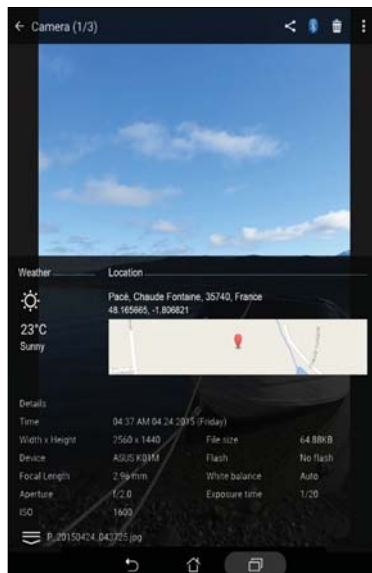 Camera (1/3)
Weather
Location
23°C
Sunny
Pacé, Chaude Fontaine, 35740, France
48.165665, -1.806821
Details
Time 04:37 AM 04.24.2015 (Friday)
Width x Height 2560 x 1440 File size 64.88KB
Device ASUS K01M Flash No flash
Focal Length 2.96 mm White balance Auto
Aperture f/2.0 Exposure time 1/20
ISO 1600
P_20150424_043725.jpg